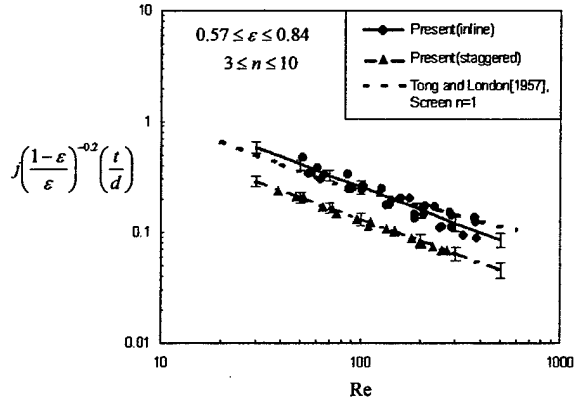 10
1
0.1
0.01
0.57 ≤ ε ≤ 0.84
3 ≤ n ≤ 10
Present(inline)
Present(staggered)
Tong and London[1957],
Screen n=1
j((1-ε)/ε)^-0.2 (t/d)
10
100
1000
Re